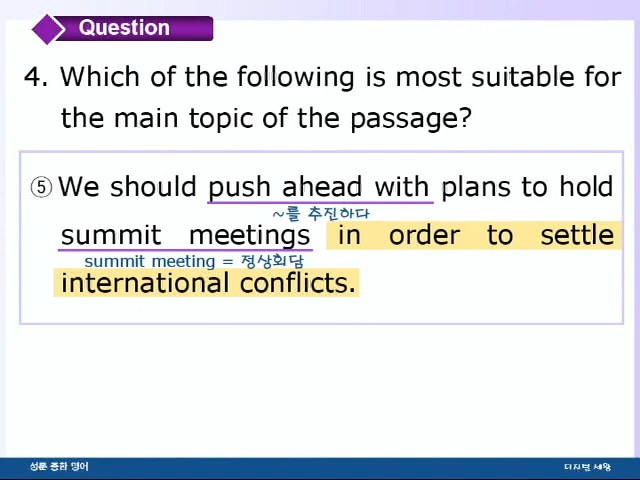 Question
4. Which of the following is most suitable for
the main topic of the passage?
⑤ We should push ahead with plans to hold
~를 추진하다
summit meetings in order to settle
summit meeting = 정상회담
international conflicts.
성문 종합 영어
디지털 세왕